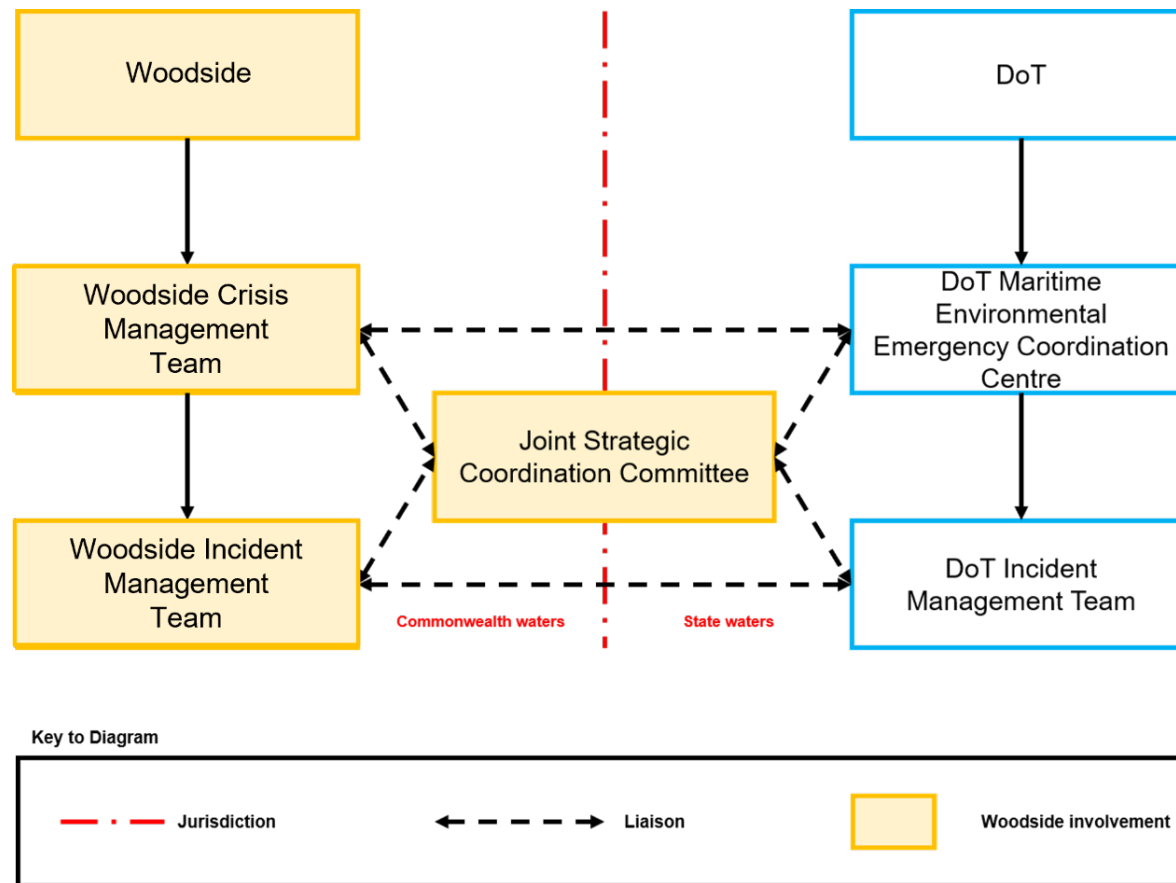 Woodside
DoT
Woodside Crisis
Management
Team
DoT Maritime
Environmental
Emergency Coordination
Centre
Joint Strategic
Coordination Committee
Woodside Incident
Management
Team
DoT Incident
Management Team
Commonwealth waters
State waters
Key to Diagram
Jurisdiction
Liaison
Woodside involvement